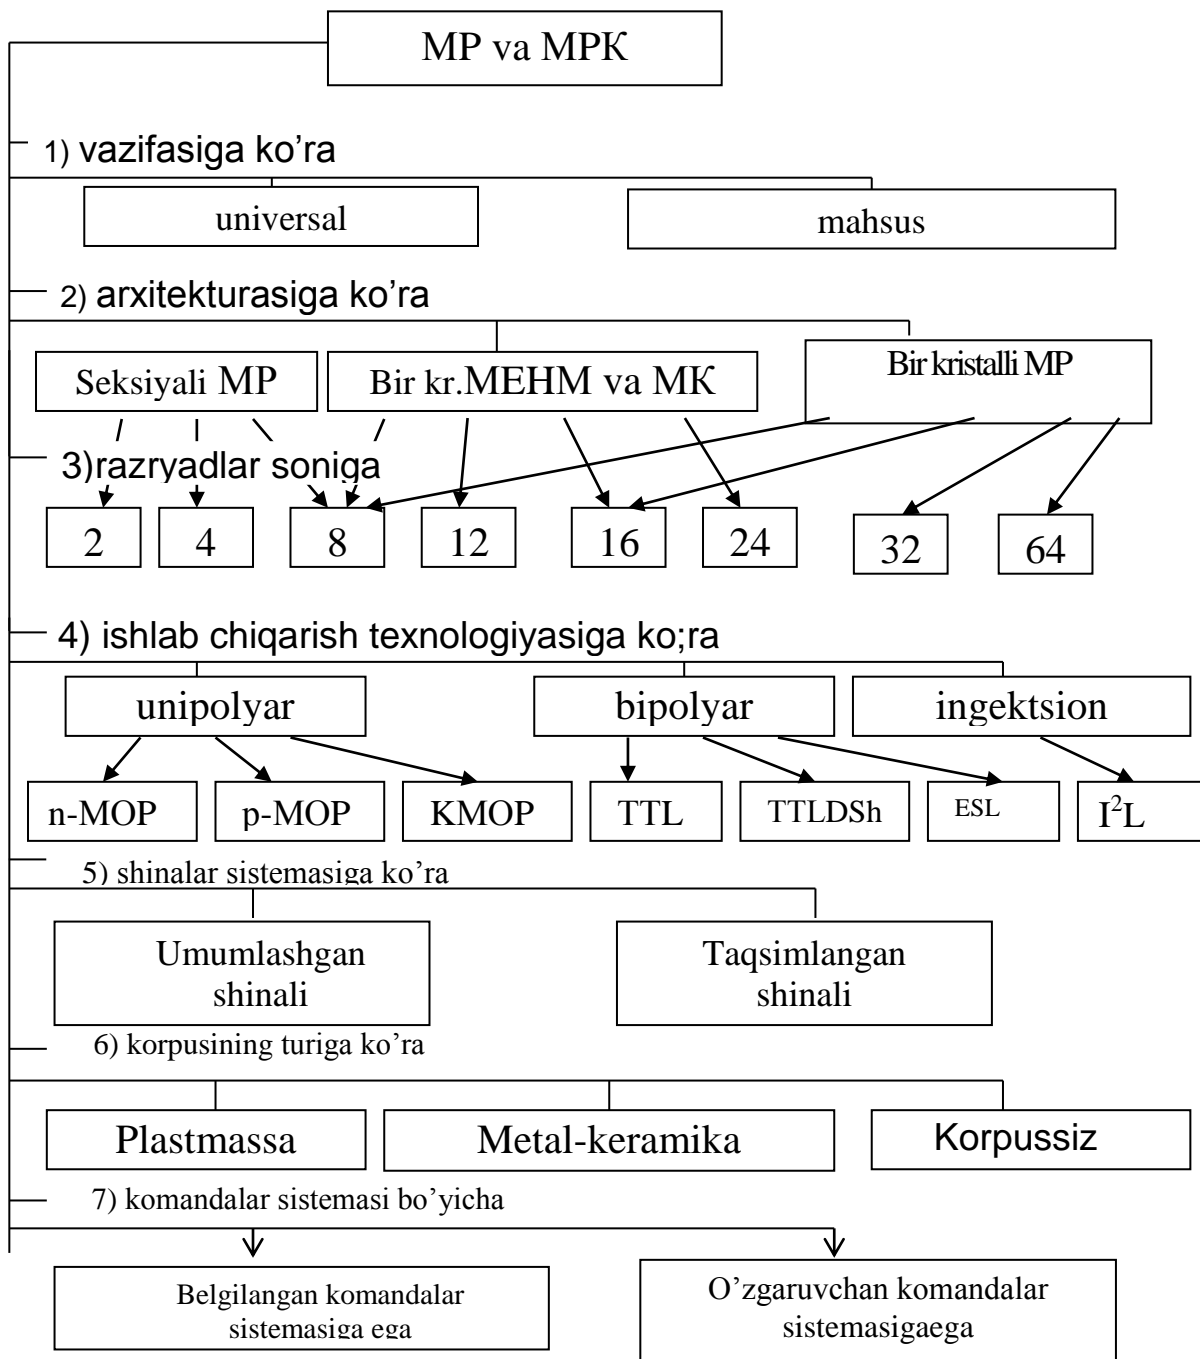 MP va MPK
1) vazifasiga ko’ra
universal
mahsus
2) arxitekturasiga ko’ra
Seksiyali MP
Bir kr.MEHM va MK
Bir kristalli MP
3)razryadlar soniga
2
4
8
12
16
24
32
64
4) ishlab chiqarish texnologiyasiga ko;ra
unipolyar
bipolyar
ingektsion
n-MOP
p-MOP
KMOP
TTL
TTLDSh
ESL
I²L
5) shinalar sistemasiga ko’ra
Umumlashgan
shinali
Taqsimlangan
shinali
6) korpusining turiga ko’ra
Plastmassa
Metal-keramika
Korpussiz
7) komandalar sistemasi bo’yicha
Belgilangan komandalar
sistemasiga ega
O’zgaruvchan komandalar
sistemasigaega